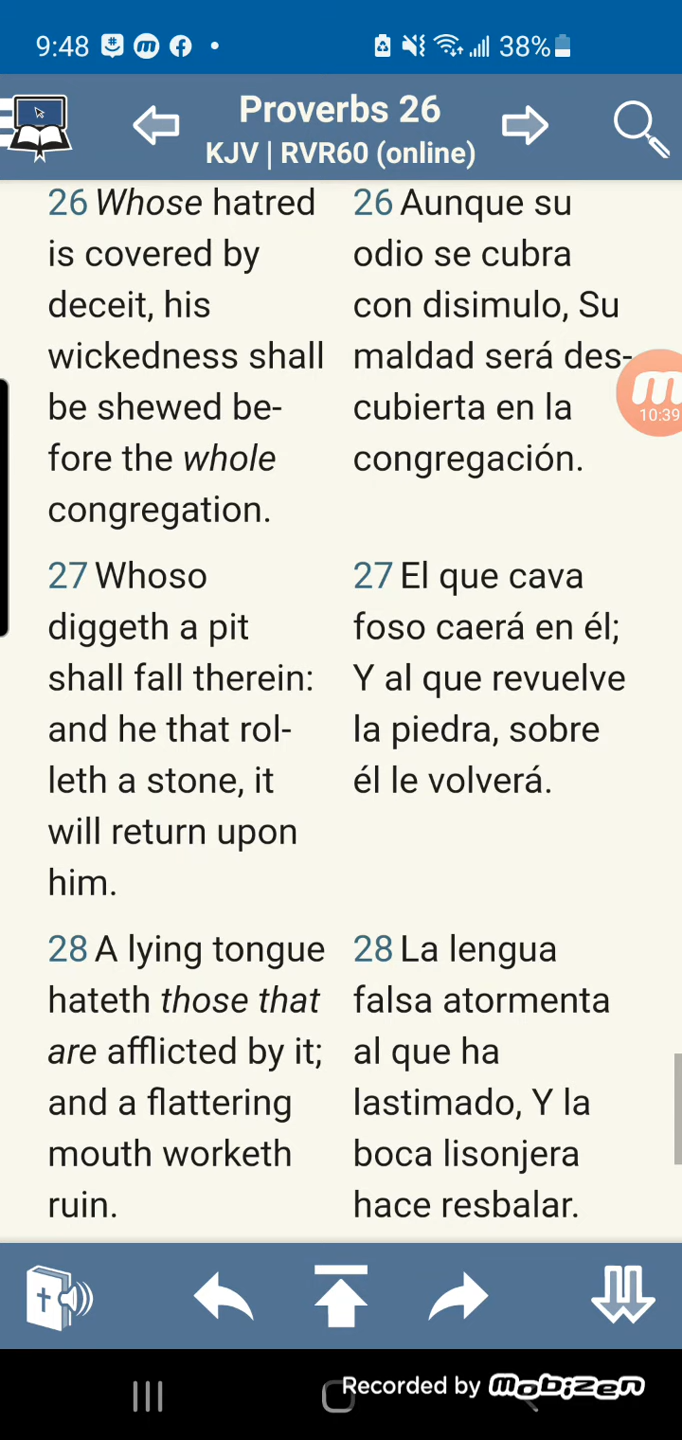 9:48
38%
Proverbs 26
KJV | RVR60 (online)
26 Whose hatred
is covered by
deceit, his
wickedness shall
be shewed be-
fore the whole
congregation.
27 Whoso
diggeth a pit
shall fall therein:
and he that rol-
leth a stone, it
will return upon
him.
28 A lying tongue
hateth those that
are afflicted by it;
and a flattering
mouth worketh
ruin.
26 Aunque su
odio se cubra
con disimulo, Su
maldad será des-
cubierta en la
congregación.
27 El que cava
foso caerá en él;
Y al que revuelve
la piedra, sobre
él le volverá.
28 La lengua
falsa atormenta
al que ha
lastimado, Y la
boca lisonjera
hace resbalar.
m
10:39
Recorded by Mobizen